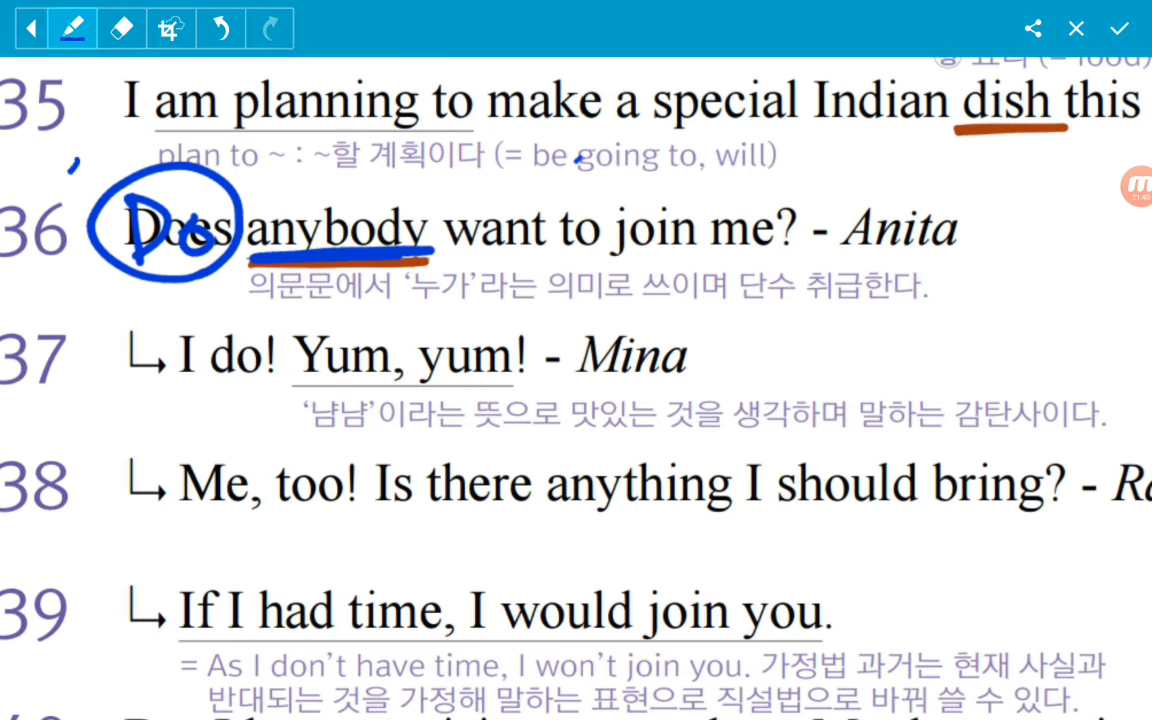 35 I am planning to make a special Indian dish this
plan to ~ : ~할 계획이다 (= be going to, will)
36 Does anybody want to join me? - Anita
Do
의문문에서 ‘누가’라는 의미로 쓰이며 단수 취급한다.
37 ↳ I do! Yum, yum! - Mina
‘냠냠’이라는 뜻으로 맛있는 것을 생각하며 말하는 감탄사이다.
38 ↳ Me, too! Is there anything I should bring? -
39 ↳ If I had time, I would join you.
= As I don’t have time, I won’t join you. 가정법 과거는 현재 사실과
반대되는 것을 가정해 말하는 표현으로 직설법으로 바꿔 쓸 수 있다.